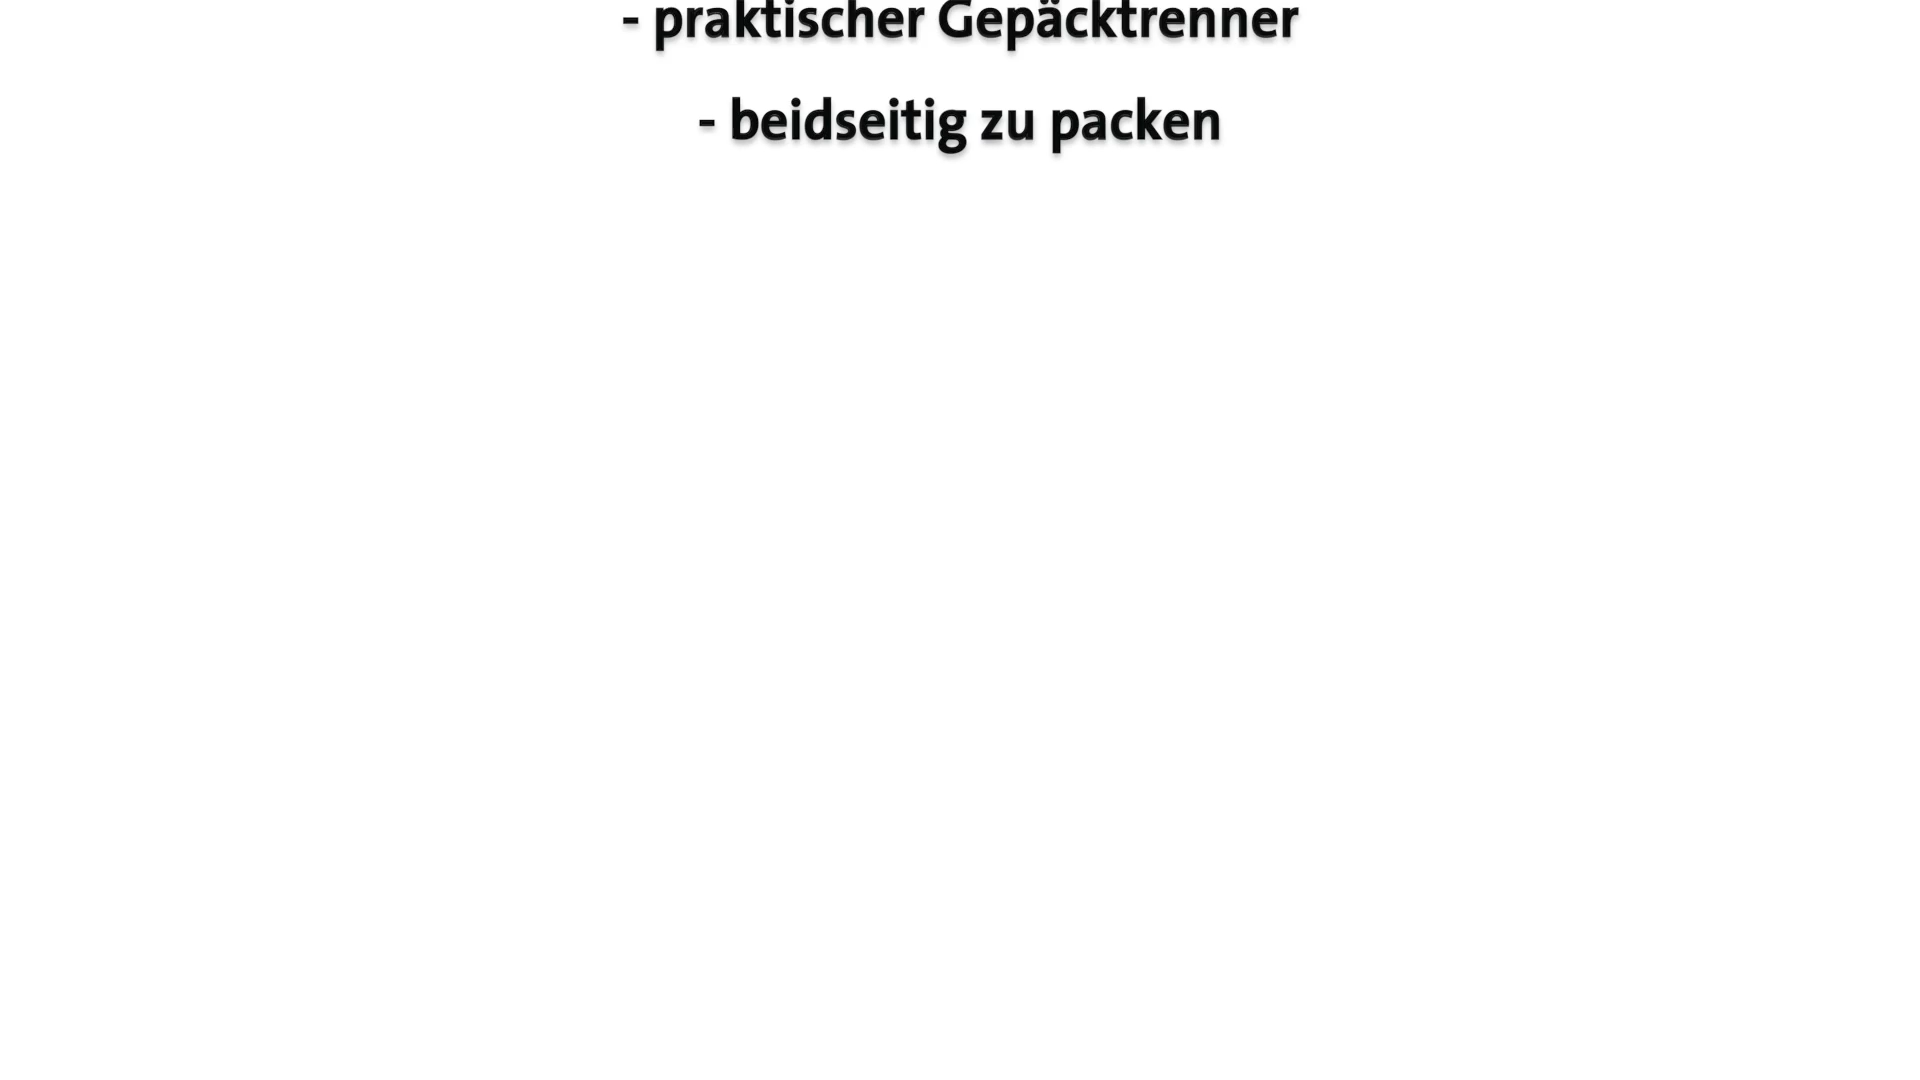 - praktischer Gepäcktrenner
- beidseitig zu packen